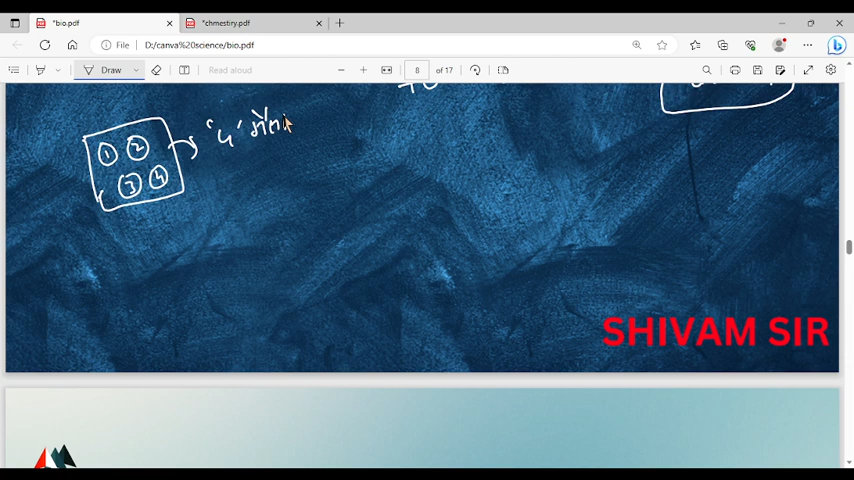 *bio.pdf
*chmestiry.pdf
File D:/canva%20science/bio.pdf
Draw Read aloud 8 of 17
1 2 "4"
3 4
SHIVAM SIR